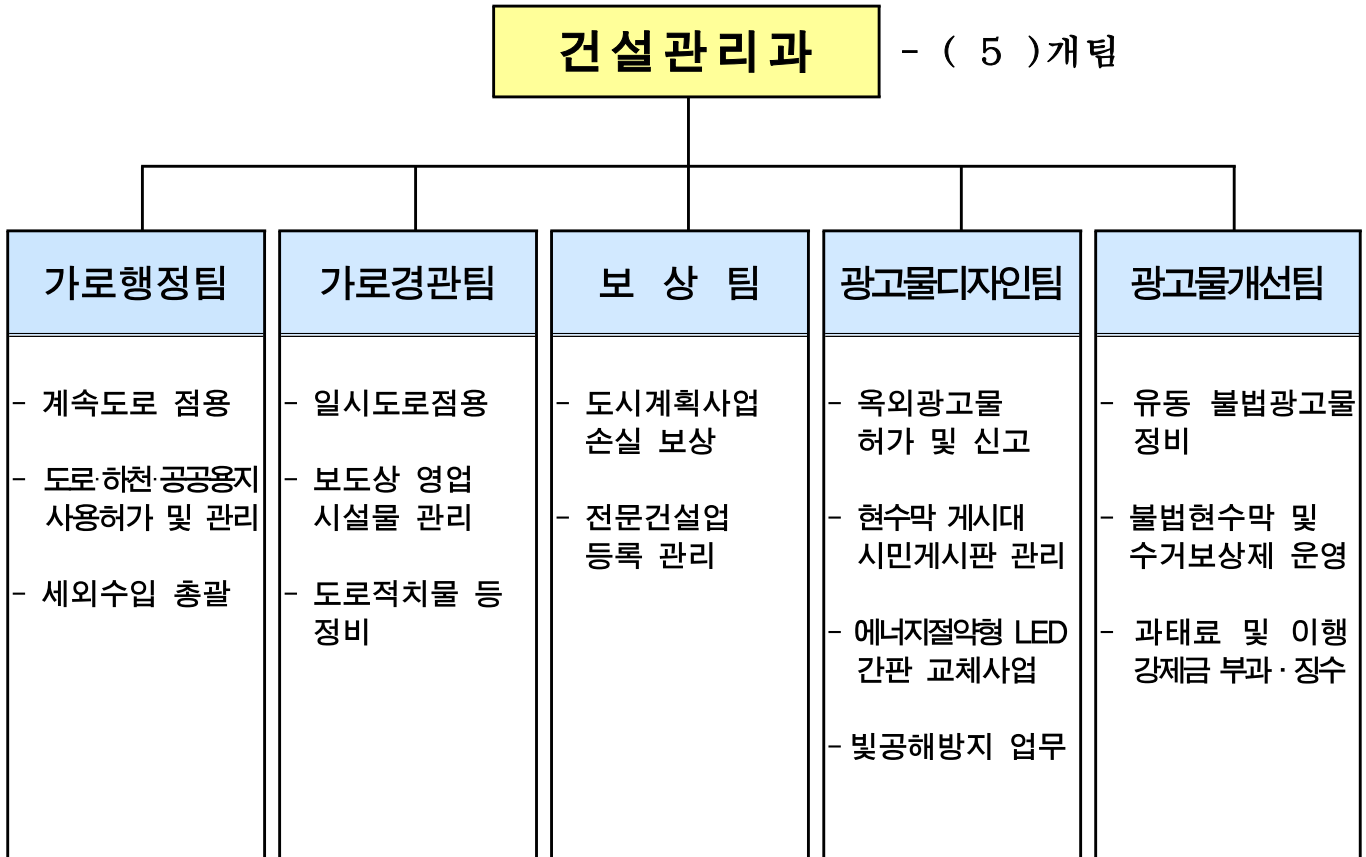 건설관리과 - ( 5 )개팀
가로행정팀
- 계속도로 점용
- 도로·하천·공공용지
사용허가 및 관리
- 세외수입 총괄
가로경관팀
- 일시도로점용
- 보도상 영업
시설물 관리
- 도로적치물 등
정비
보 상 팀
- 도시계획사업
손실 보상
- 전문건설업
등록 관리
광고물디자인팀
- 옥외광고물
허가 및 신고
- 현수막 게시대
시민게시판 관리
- 에너지절약형 LED
간판 교체사업
- 빛공해방지 업무
광고물개선팀
- 유동 불법광고물
정비
- 불법현수막 및
수거보상제 운영
- 과태료 및 이행
강제금 부과·징수